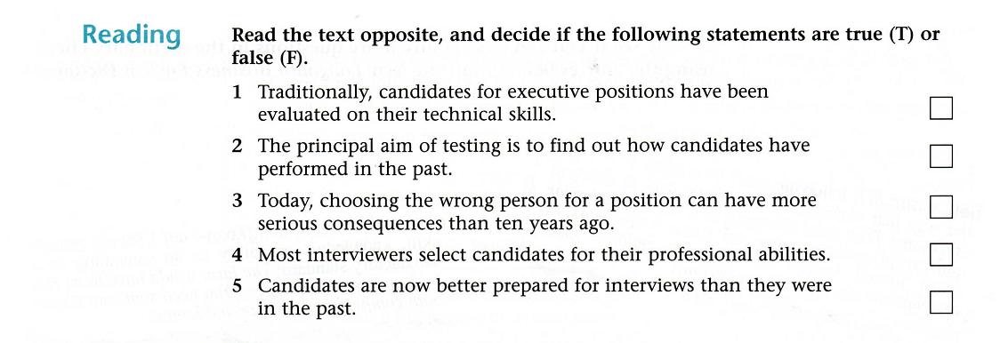 Reading
Read the text opposite, and decide if the following statements are true (T) or
false (F).
1 Traditionally, candidates for executive positions have been
evaluated on their technical skills.
2 The principal aim of testing is to find out how candidates have
performed in the past.
3 Today, choosing the wrong person for a position can have more
serious consequences than ten years ago.
4 Most interviewers select candidates for their professional abilities.
5 Candidates are now better prepared for interviews than they were
in the past.